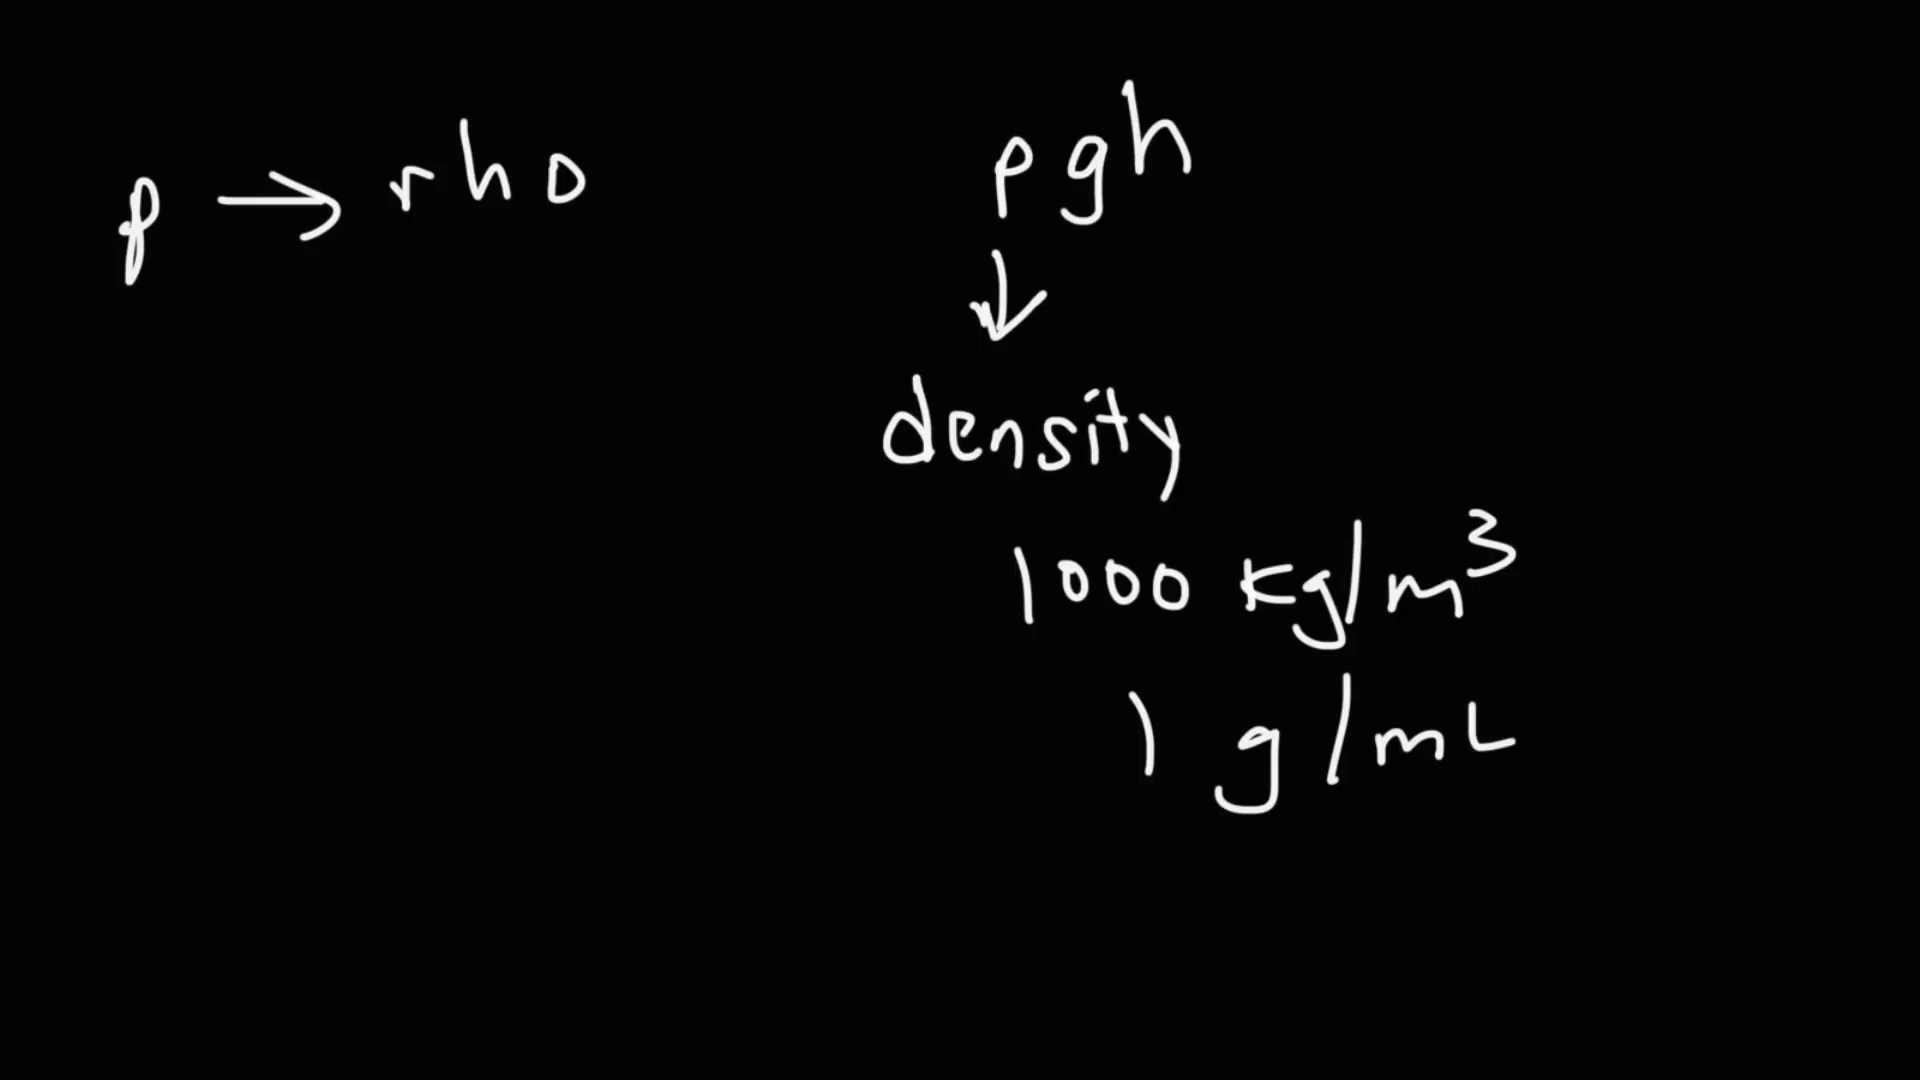 ρ → rho
ρgh
↓
density
1000 kg/m³
1 g/mL